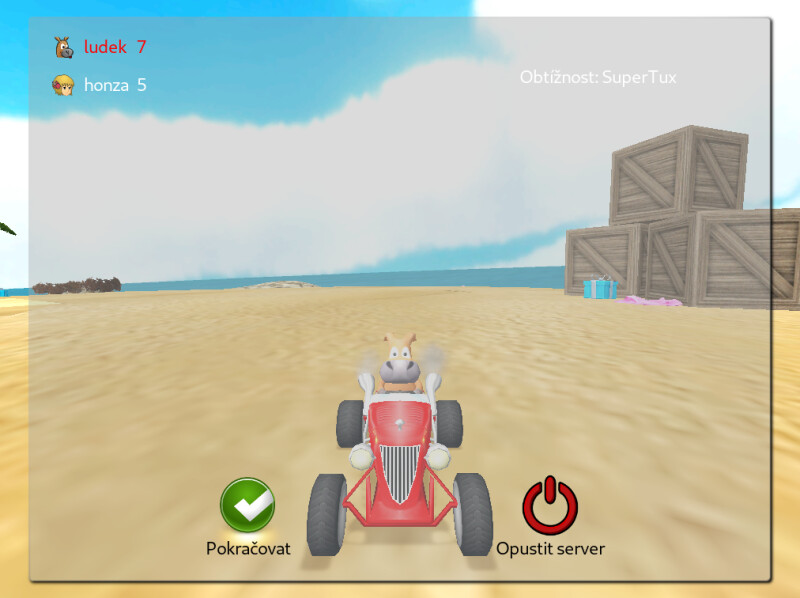 ludek 7
honza 5
Obtížnost: SuperTux
Pokračovat
Opustit server